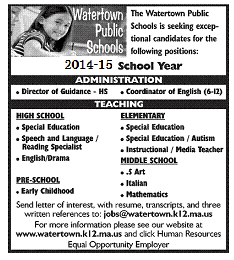 Watertown
Public
Schools
The Watertown Public
Schools is seeking excep-
tional candidates for the
following positions:
2014-15 School Year
ADMINISTRATION
• Director of Guidance - HS
• Coordinator of English (6-12)
TEACHING
HIGH SCHOOL
• Special Education
• Speech and Language /
Reading Specialist
• English/Drama
PRE-SCHOOL
• Early Childhood
ELEMENTARY
• Special Education
• Special Education / Autism
• Instructional / Media Teacher
MIDDLE SCHOOL
• .5 Art
• Italian
• Mathematics
Send letter of interest, with resume, transcripts, and three
written references to: jobs@watertown.k12.ma.us
For more information please see our website at
www.watertown.k12.ma.us and click Human Resources
Equal Opportunity Employer